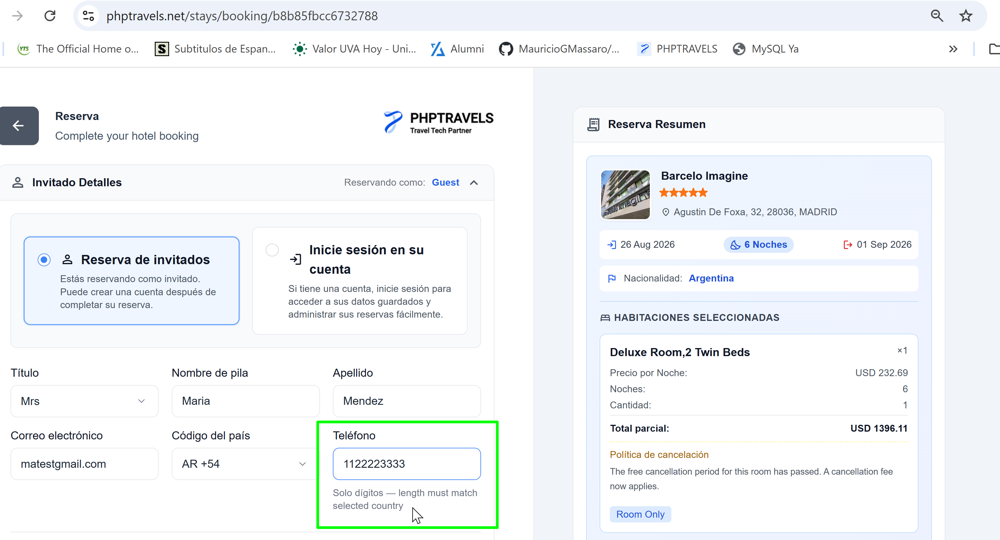 phptravels.net/stays/booking/b8b85fbcc6732788
YTS The Official Home o...
S Subtitulos de Espan...
Valor UVA Hoy - Uni...
Alumni
MauricioGMassaro/...
PHPTRAVELS
MySQL Ya
Reserva
Complete your hotel booking
PHPTRAVELS
Travel Tech Partner
Invitado Detalles
Reservando como: Guest
Reserva de invitados
Estás reservando como invitado.
Puede crear una cuenta después de
completar su reserva.
Inicie sesión en su
cuenta
Si tiene una cuenta, inicie sesión para
acceder a sus datos guardados y
administrar sus reservas fácilmente.
Título
Nombre de pila
Apellido
Mrs
Maria
Mendez
Correo electrónico
Código del país
Teléfono
matestgmail.com
AR +54
1122223333
Solo dígitos — length must match
selected country
Reserva Resumen
Barcelo Imagine
Barceló Imagine
Agustin De Foxa, 32, 28036, MADRID
26 Aug 2026
6 Noches
01 Sep 2026
Nacionalidad: Argentina
HABITACIONES SELECCIONADAS
Deluxe Room,2 Twin Beds
×1
Precio por Noche: USD 232.69
Noches: 6
Cantidad: 1
Total parcial: USD 1396.11
Política de cancelación
The free cancellation period for this room has passed. A cancellation fee
now applies.
Room Only